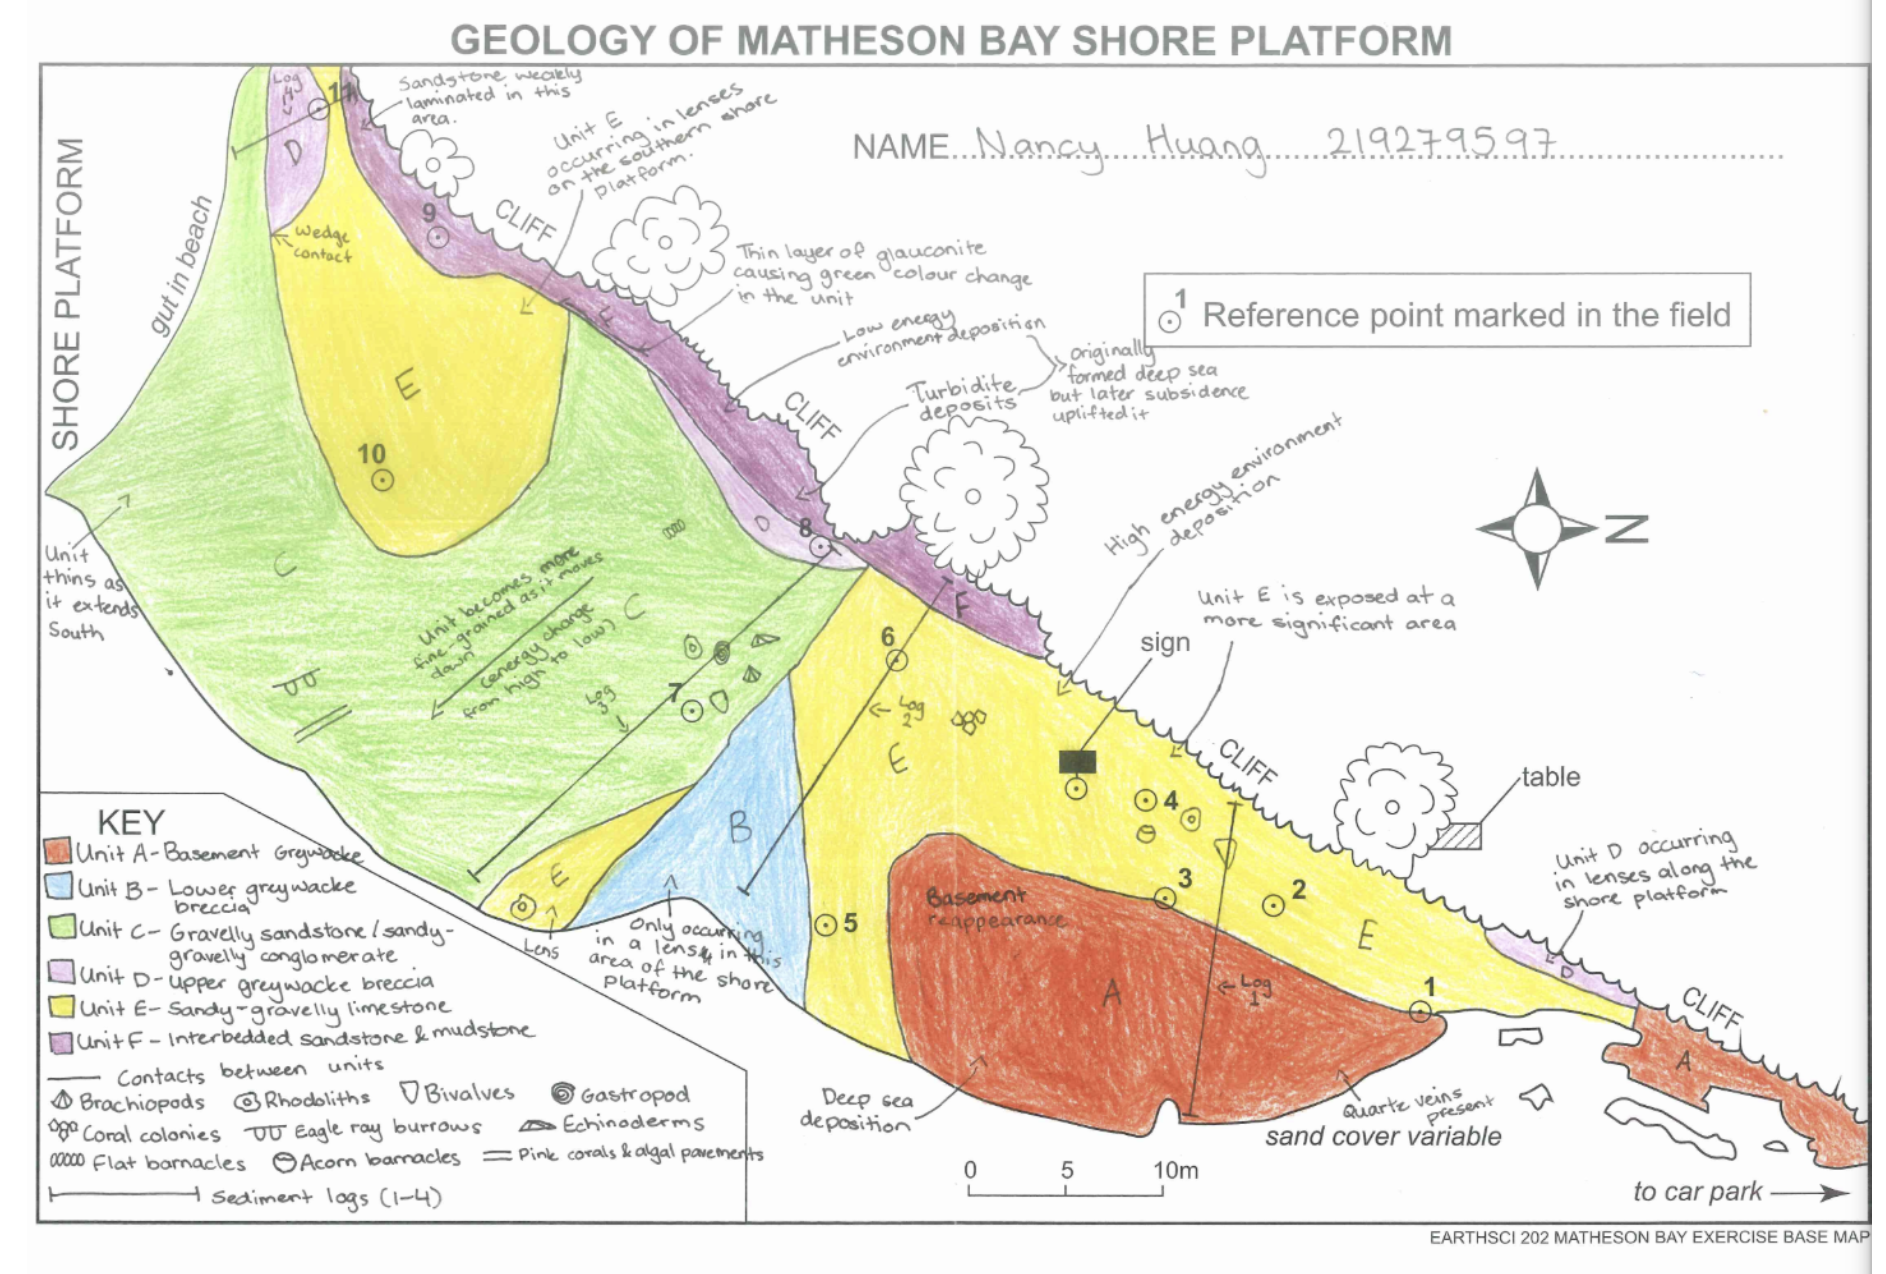 GEOLOGY OF MATHESON BAY SHORE PLATFORM
NAME Nancy Huang 219279597
SHORE PLATFORM
gut in beach
Log
4
11
D
Sandstone weakly
laminated in this
area.
Unit E
occurring in lenses
on the southern shore
platform.
wedge
contact
9
CLIFF
Thin layer of glauconite
causing green colour change
in the unit
1 Reference point marked in the field
F
Low energy
environment deposition
Turbidite
deposits
originally
formed deep sea
but later subsidence
uplifted it
CLIFF
E
10
High energy environment
deposition
N
8
D
C
Unit
thins as
it extends
South
Unit becomes more
fine-grained as it moves
down
(energy change
from high to low)
C
F
Unit E is exposed at a
more significant area
sign
6
7
Log
3
Log
2
E
CLIFF
table
4
B
E
Lens
Only occurring
in a lens, in this
area of the shore
platform
5
Basement
reappearance
3
2
E
Unit D occurring
in lenses along the
shore platform
D
A
Log
1
1
CLIFF
A
Deep sea
deposition
Quartz veins
present
sand cover variable
0 5 10m
to car park
KEY
Unit A - Basement Greywacke
Unit B - Lower greywacke
breccia
Unit C - Gravelly sandstone/sandy-
gravelly conglomerate
Unit D - Upper greywacke breccia
Unit E - Sandy-gravelly limestone
Unit F - Interbedded sandstone & mudstone
Contacts between units
Brachiopods Rhodoliths Bivalves Gastropod
Coral colonies Eagle ray burrows Echinoderms
Flat barnacles Acorn barnacles Pink corals & algal pavements
Sediment logs (1-4)
EARTHSCI 202 MATHESON BAY EXERCISE BASE MAP